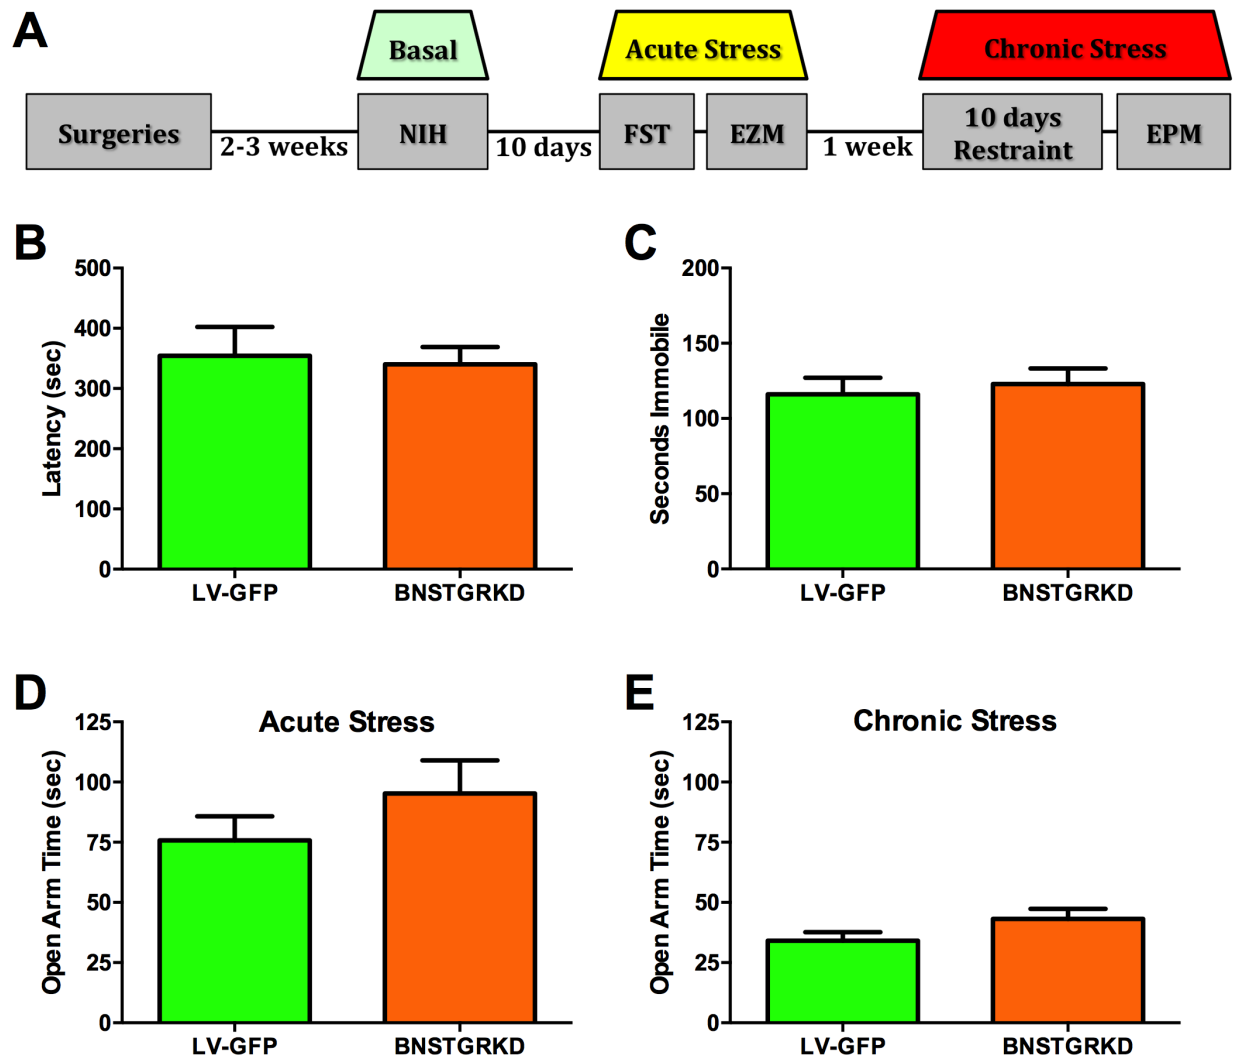 A
Basal
Acute Stress
Chronic Stress
Surgeries
2-3 weeks
NIH
10 days
FST
EZM
1 week
10 days
Restraint
EPM
B
500
400
300
200
100
0
Latency (sec)
LV-GFP
BNSTGRKD
C
200
150
100
50
0
Seconds Immobile
LV-GFP
BNSTGRKD
D
Acute Stress
125
100
75
50
25
0
Open Arm Time (sec)
LV-GFP
BNSTGRKD
E
Chronic Stress
125
100
75
50
25
0
Open Arm Time (sec)
LV-GFP
BNSTGRKD